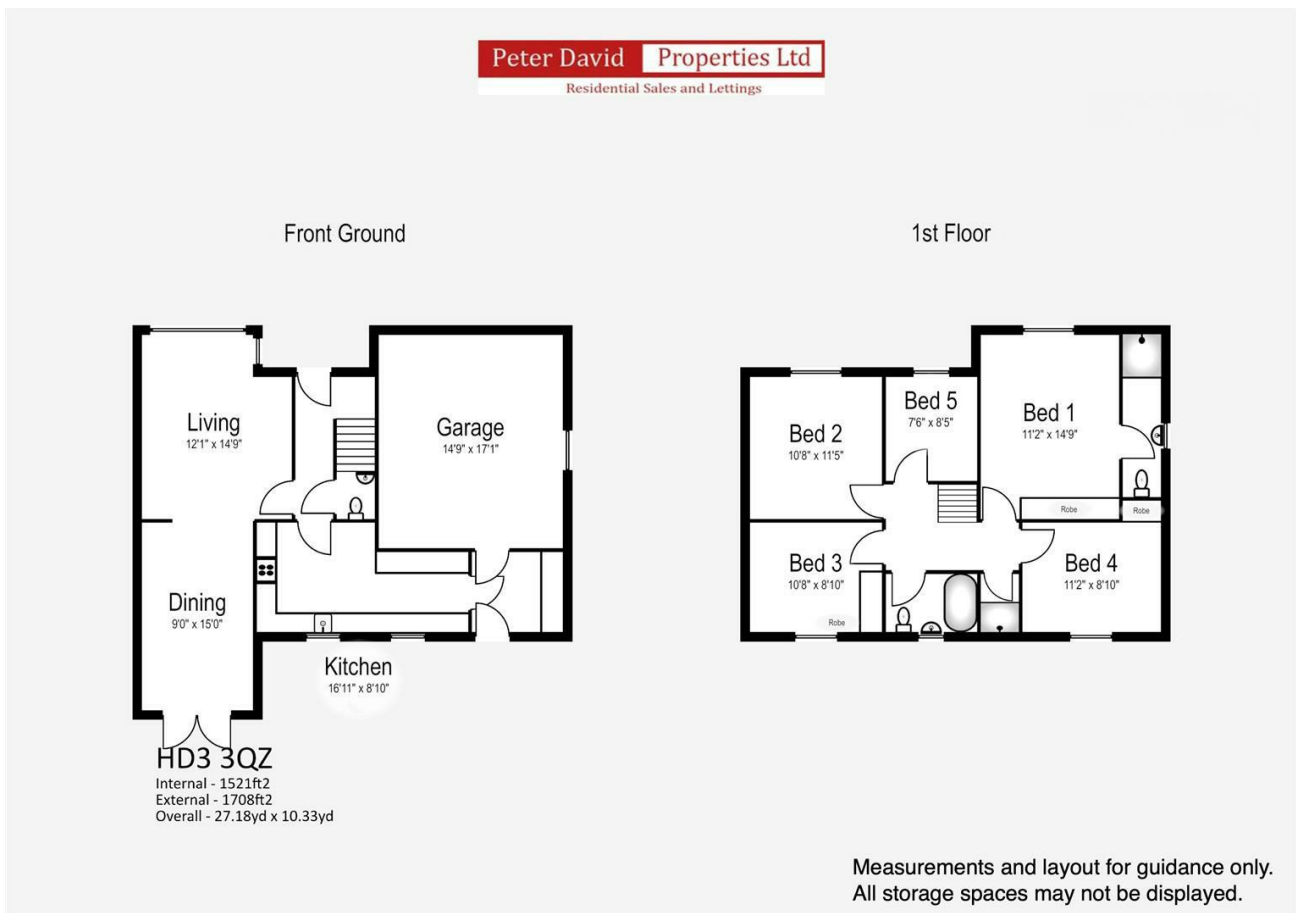 Peter David Properties Ltd
Residential Sales and Lettings
Front Ground
1st Floor
Living
12'1" x 14'9"
Garage
14'9" x 17'1"
Dining
9'0" x 15'0"
Kitchen
16'11" x 8'10"
Bed 2
10'8" x 11'5"
Bed 5
7'6" x 8'5"
Bed 1
11'2" x 14'9"
Robe
Robe
Bed 3
10'8" x 8'10"
Robe
Bed 4
11'2" x 8'10"
HD3 3QZ
Internal - 1521ft2
External - 1708ft2
Overall - 27.18yd x 10.33yd
Measurements and layout for guidance only.
All storage spaces may not be displayed.